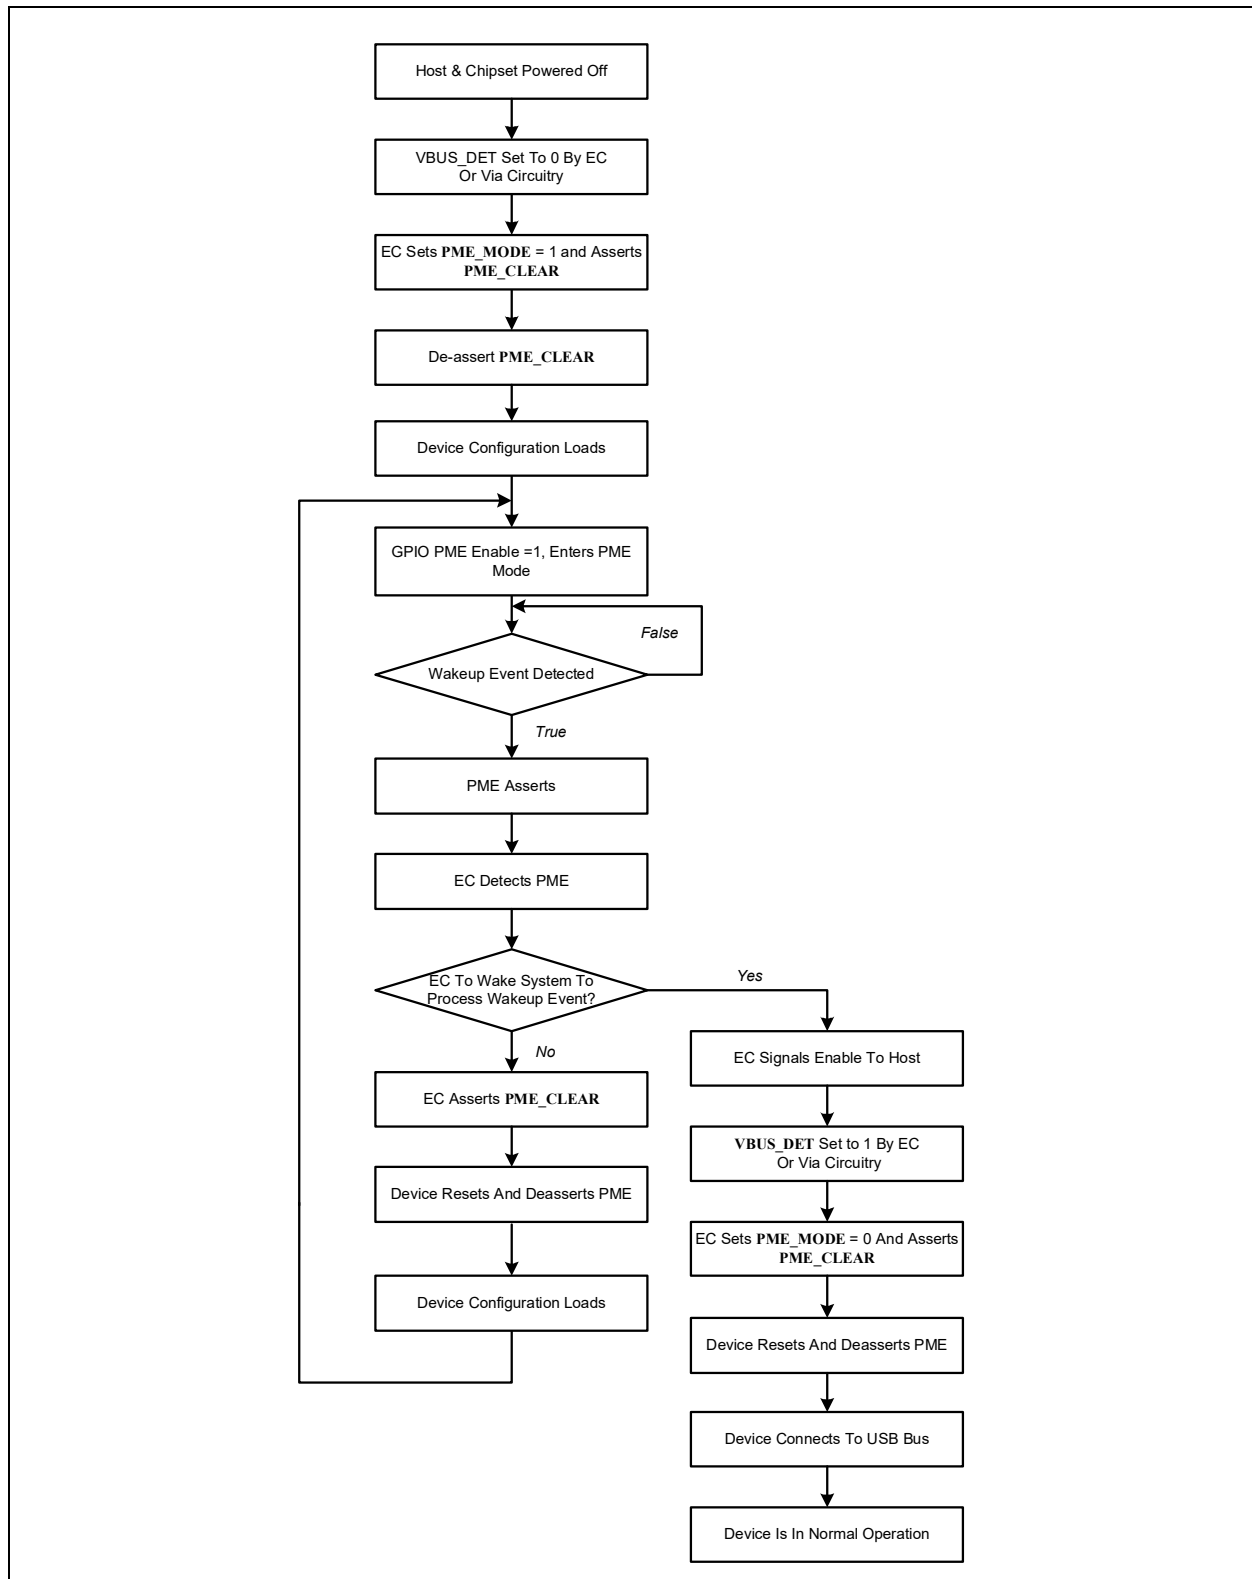 Host & Chipset Powered Off
VBUS_DET Set To 0 By EC
Or Via Circuitry
EC Sets PME_MODE = 1 and Asserts
PME_CLEAR
De-assert PME_CLEAR
Device Configuration Loads
GPIO PME Enable =1, Enters PME
Mode
False
Wakeup Event Detected
True
PME Asserts
EC Detects PME
EC To Wake System To
Process Wakeup Event?
Yes
No
EC Asserts PME_CLEAR
Device Resets And Deasserts PME
Device Configuration Loads
EC Signals Enable To Host
VBUS_DET Set to 1 By EC
Or Via Circuitry
EC Sets PME_MODE = 0 And Asserts
PME_CLEAR
Device Resets And Deasserts PME
Device Connects To USB Bus
Device Is In Normal Operation